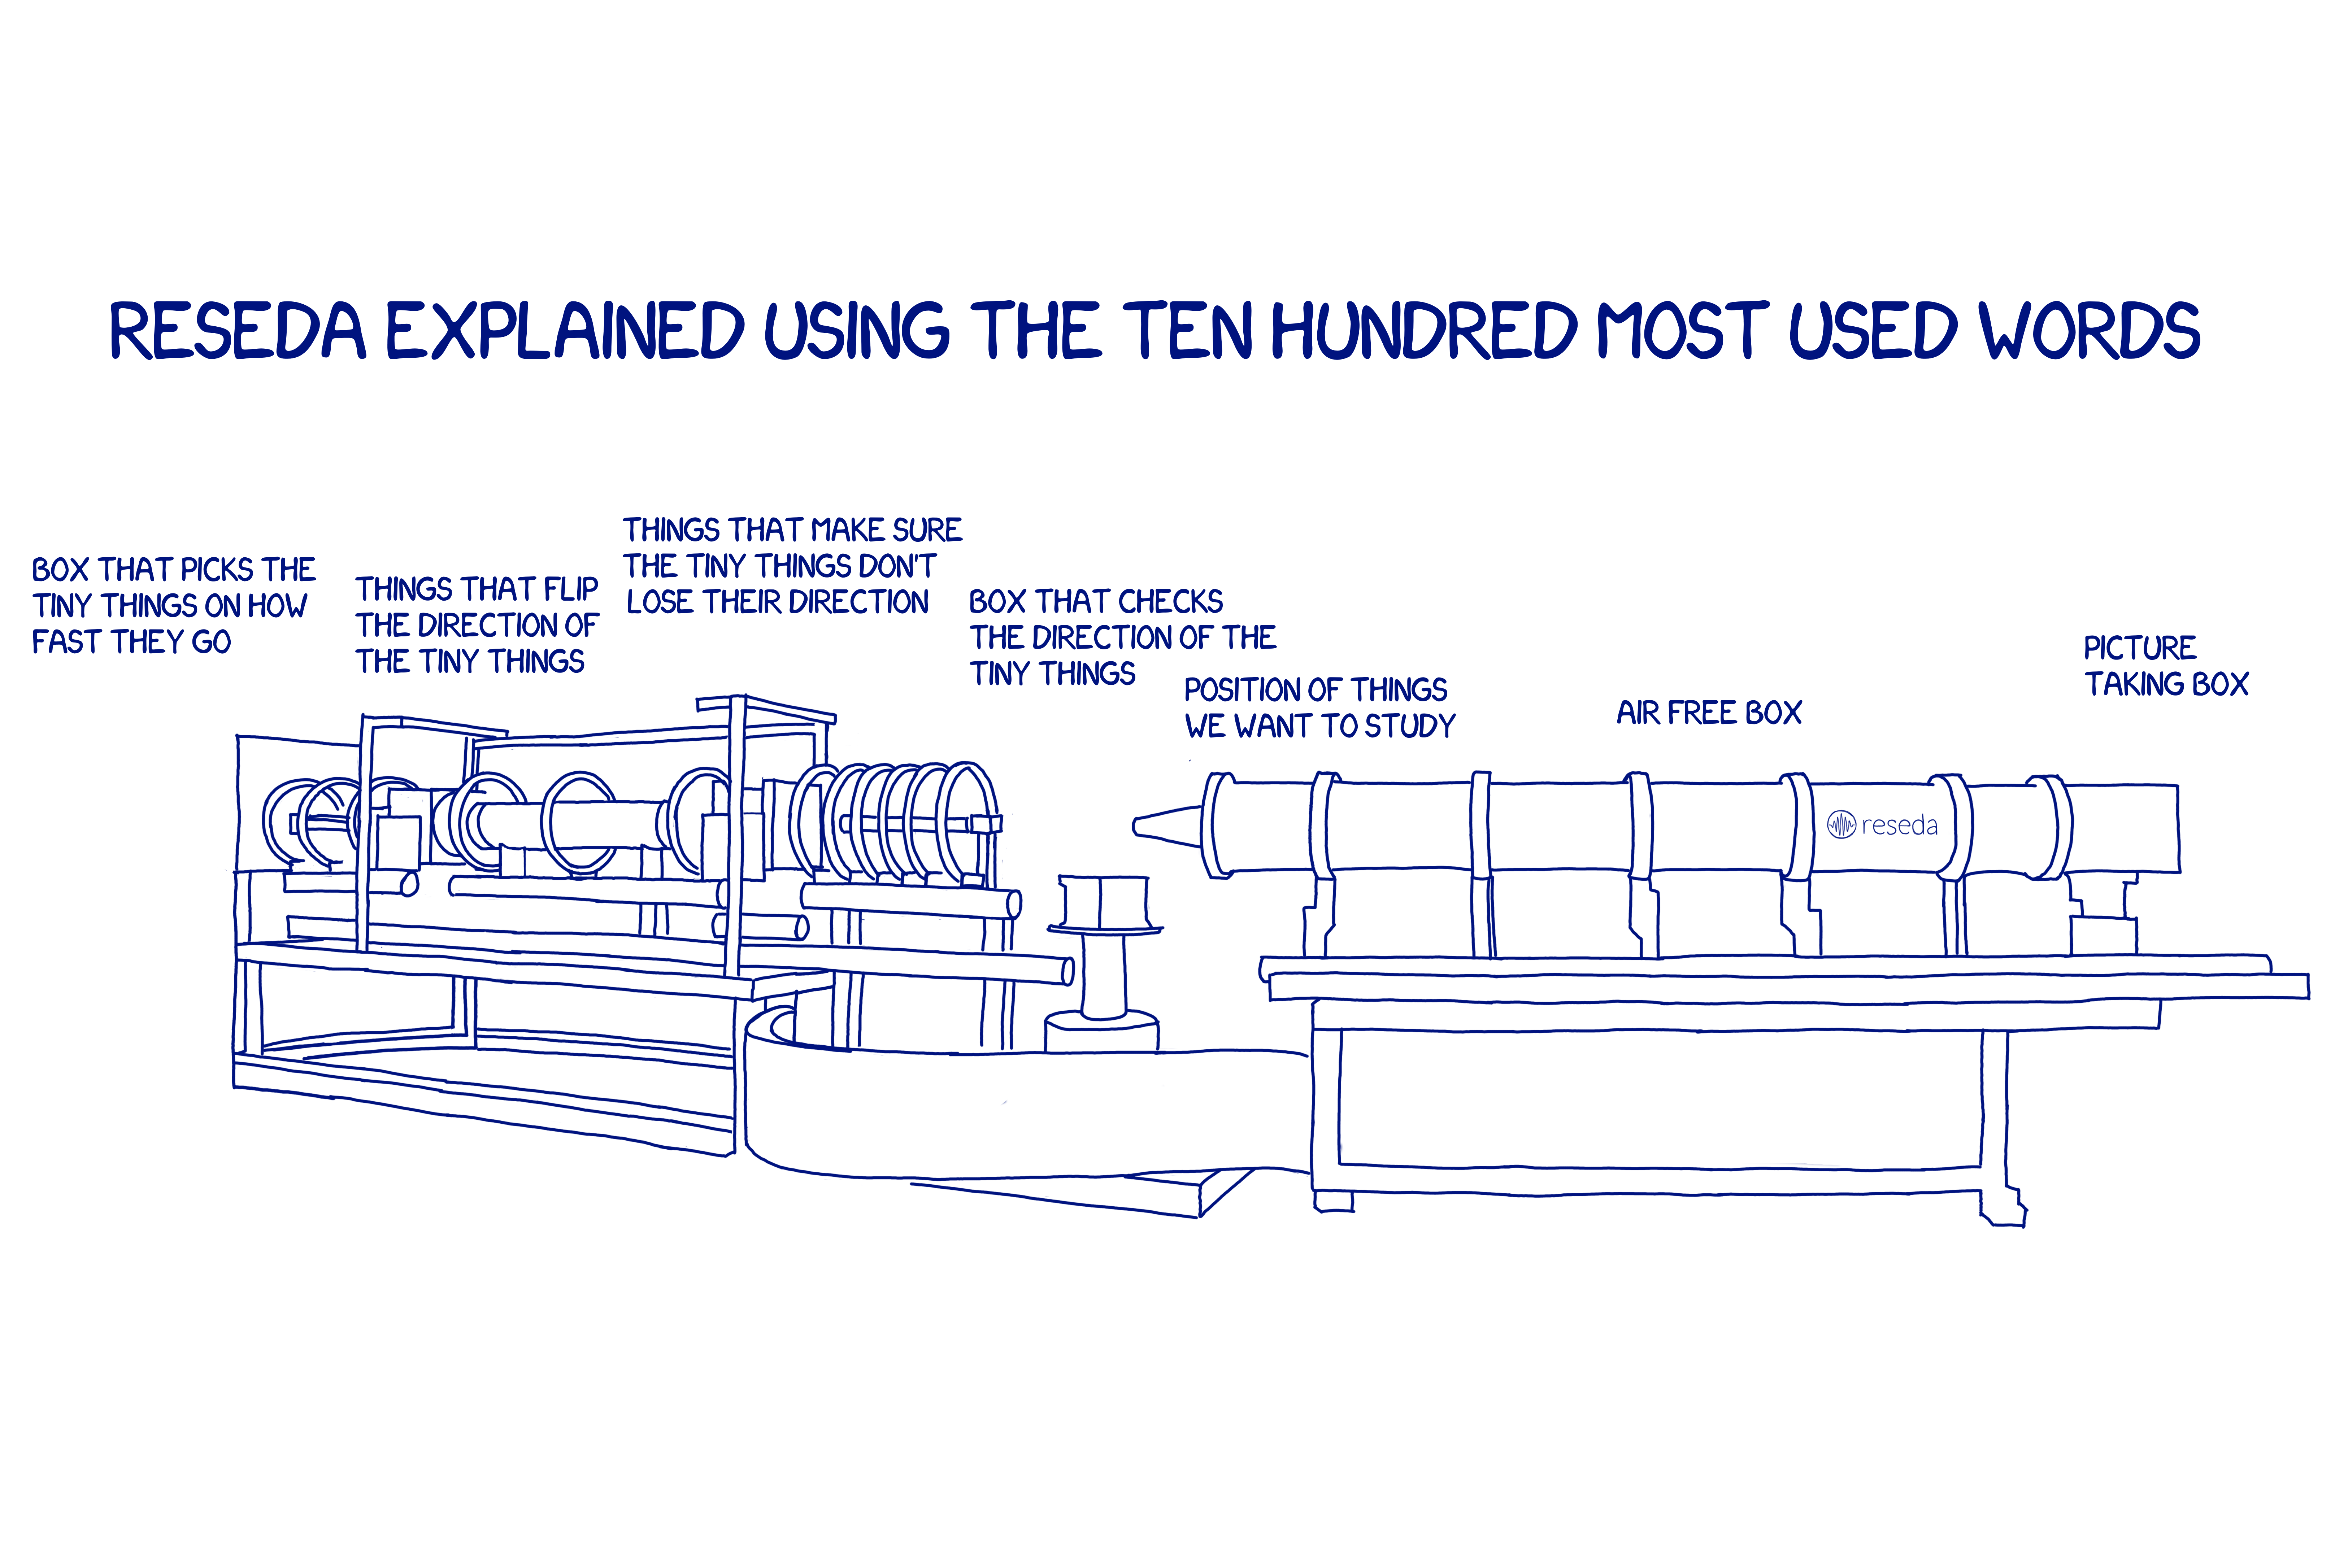 RESEDA EXPLAINED USING THE TEN HUNDRED MOST USED WORDS
BOX THAT PICKS THE
TINY THINGS ON HOW
FAST THEY GO
THINGS THAT FLIP
THE DIRECTION OF
THE TINY THINGS
THINGS THAT MAKE SURE
THE TINY THINGS DON'T
LOSE THEIR DIRECTION
BOX THAT CHECKS
THE DIRECTION OF THE
TINY THINGS
POSITION OF THINGS
WE WANT TO STUDY
AIR FREE BOX
PICTURE
TAKING BOX
reseda